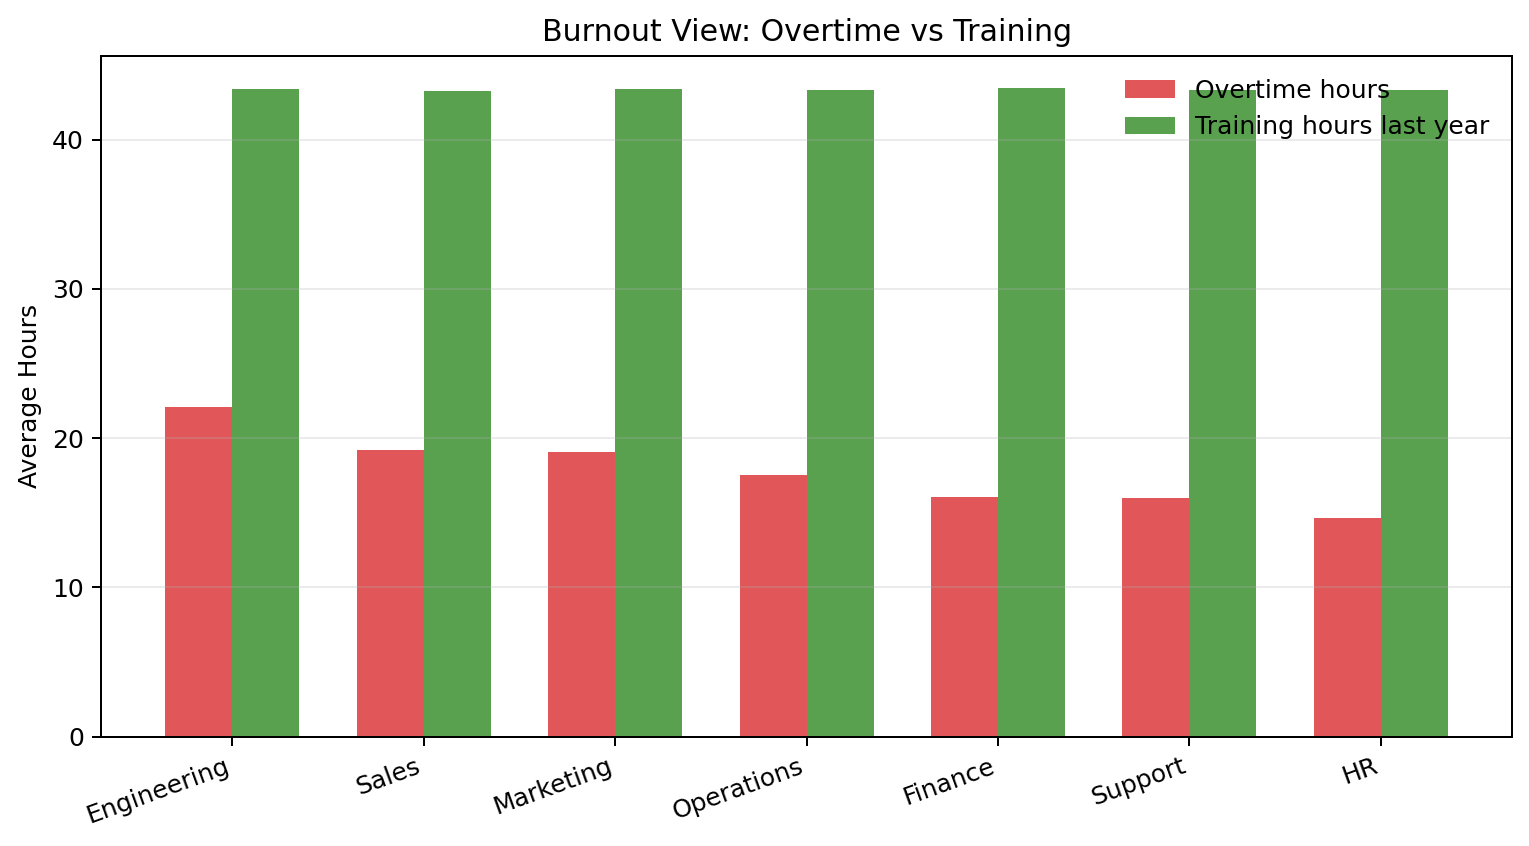 Burnout View: Overtime vs Training
Overtime hours
Training hours last year
Average Hours
40
30
20
10
0
Engineering
Sales
Marketing
Operations
Finance
Support
HR